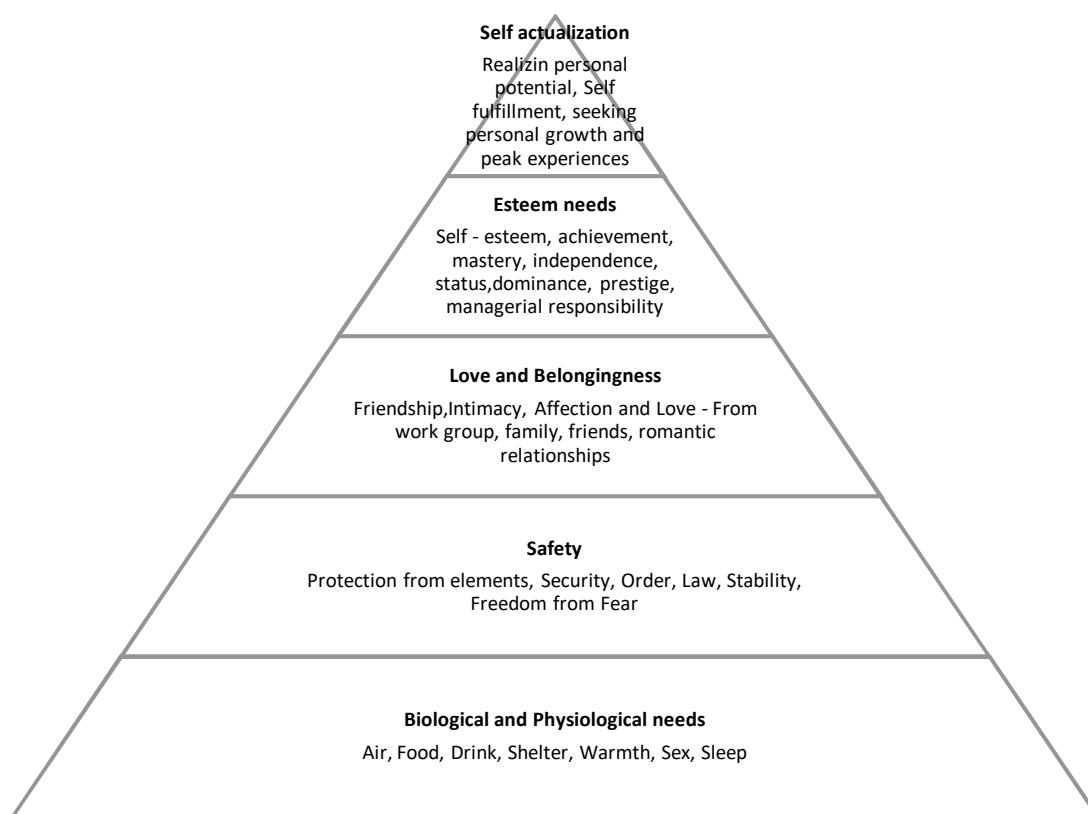 Self actualization
Realizin personal
potential, Self
fulfillment, seeking
personal growth and
peak experiences
Esteem needs
Self - esteem, achievement,
mastery, independence,
status,dominance, prestige,
managerial responsibility
Love and Belongingness
Friendship,Intimacy, Affection and Love - From
work group, family, friends, romantic
relationships
Safety
Protection from elements, Security, Order, Law, Stability,
Freedom from Fear
Biological and Physiological needs
Air, Food, Drink, Shelter, Warmth, Sex, Sleep